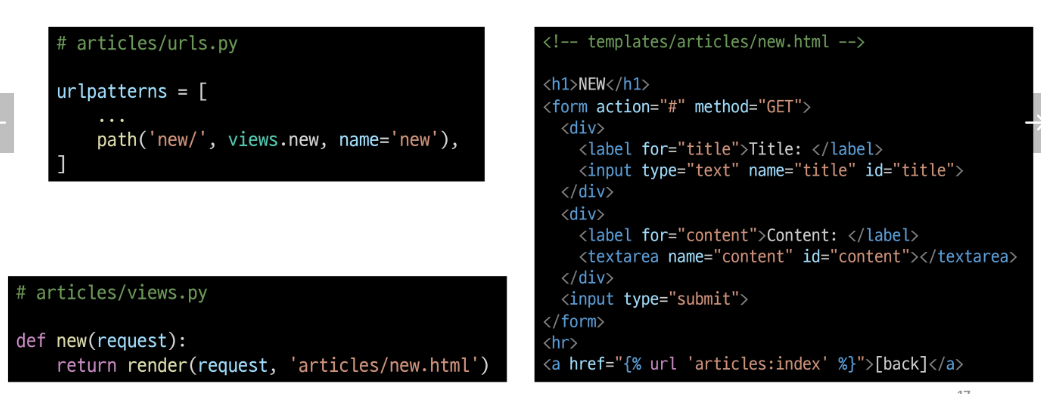 # articles/urls.py
urlpatterns = [
...
path('new/', views.new, name='new'),
]
# articles/views.py
def new(request):
return render(request, 'articles/new.html')
<!-- templates/articles/new.html -->
<h1>NEW</h1>
<form action="#" method="GET">
<div>
<label for="title">Title: </label>
<input type="text" name="title" id="title">
</div>
<div>
<label for="content">Content: </label>
<textarea name="content" id="content"></textarea>
</div>
<input type="submit">
</form>
<hr>
<a href="{% url 'articles:index' %}">[back]</a>